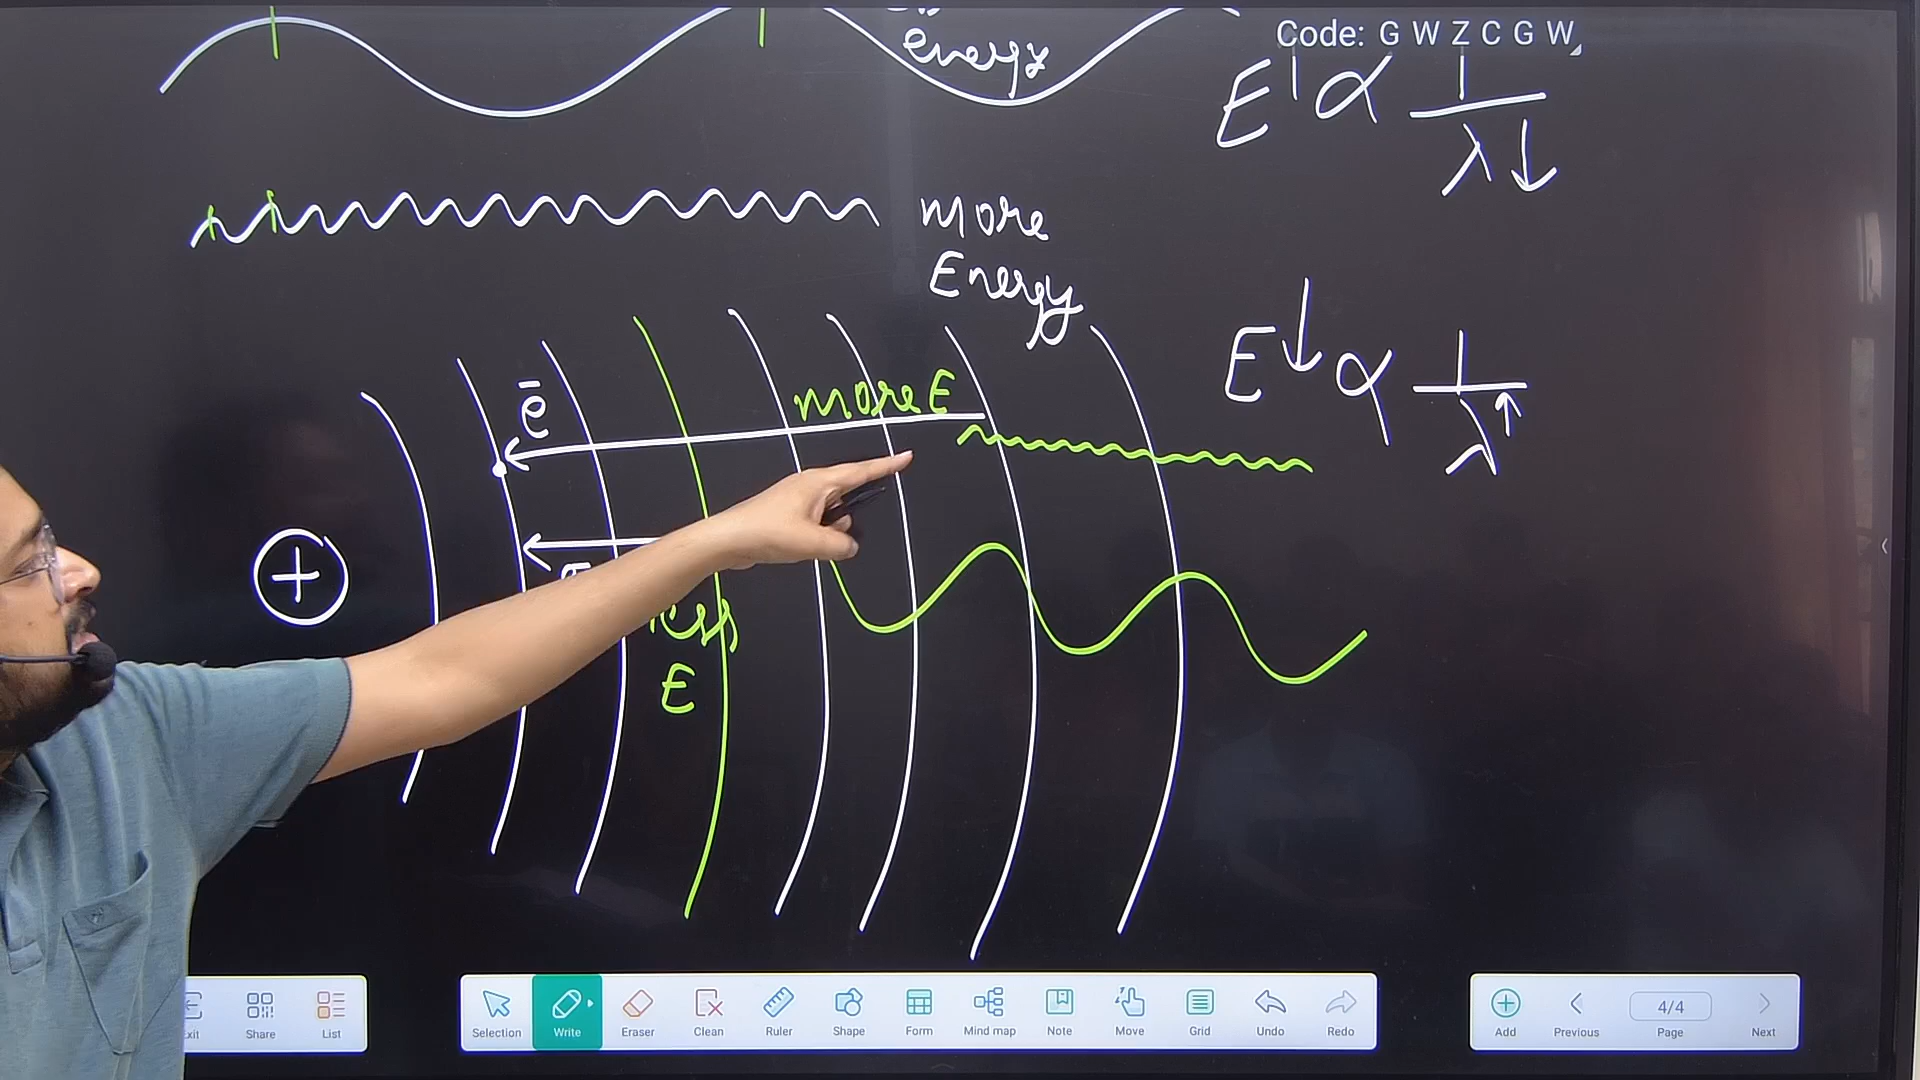 energy
Code: G W Z C G W
E ∝ 1/λ↓
more
Energy
E↓ ∝ 1/λ↑
ē
more E
+
less
E
Share
List
Selection
Write
Eraser
Clean
Ruler
Shape
Form
Mind map
Note
Move
Grid
Undo
Redo
Add
Previous
4/4
Page
Next